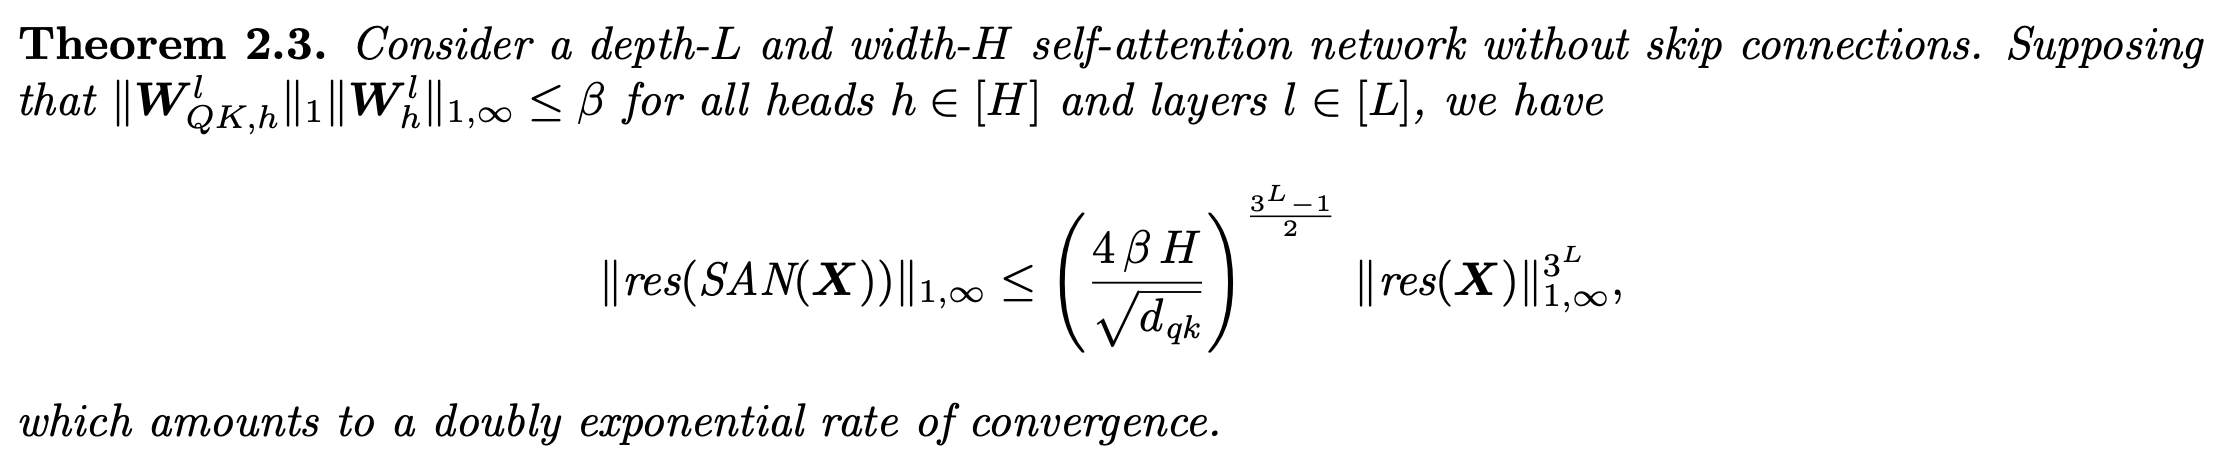 Theorem 2.3. Consider a depth-L and width-H self-attention network without skip connections. Supposing
that ‖W^l_{QK,h}‖_1‖W^l_h‖_{1,∞} ≤ β for all heads h ∈ [H] and layers l ∈ [L], we have
‖res(SAN(X))‖_{1,∞} ≤ (4 β H / √d_{qk})^{(3^L−1)/2} ‖res(X)‖^{3^L}_{1,∞},
which amounts to a doubly exponential rate of convergence.